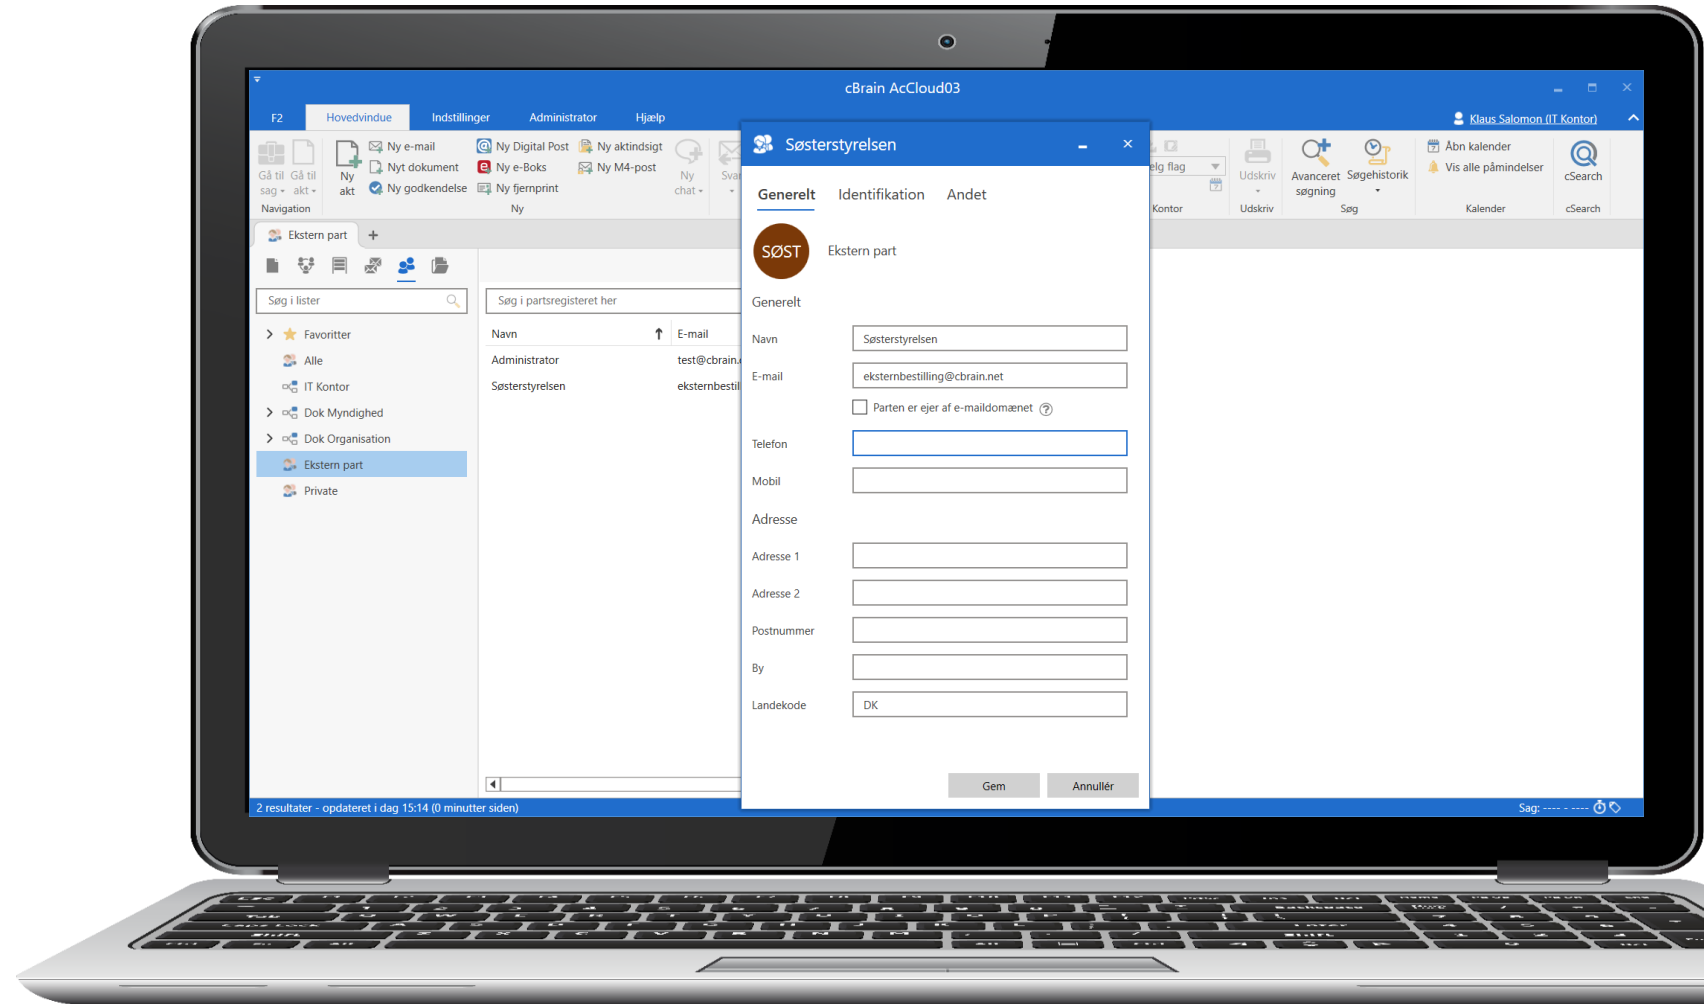 cBrain AcCloud03
F2 Hovedvindue Indstillinger Administrator Hjælp
Klaus Salomon (IT Kontor)
Gå til sag
Gå til akt
Navigation
Ny akt
Ny e-mail
Nyt dokument
Ny godkendelse
Ny Digital Post
Ny e-Boks
Ny fjernprint
Ny aktindsigt
Ny M4-post
Ny
Ny chat
Kontor
Udskriv
Udskriv
Avanceret søgning
Søgehistorik
Søg
Åbn kalender
Vis alle påmindelser
Kalender
cSearch
cSearch
Ekstern part +
Søg i lister
Favoritter
Alle
IT Kontor
Dok Myndighed
Dok Organisation
Ekstern part
Private
Søg i partsregisteret her
Navn E-mail
Administrator test@cbrain.
Søsterstyrelsen eksternbestil
Søsterstyrelsen
Generelt Identifikation Andet
SØST Ekstern part
Generelt
Navn Søsterstyrelsen
E-mail eksternbestilling@cbrain.net
Parten er ejer af e-maildomænet ?
Telefon
Mobil
Adresse
Adresse 1
Adresse 2
Postnummer
By
Landekode DK
Gem Annullér
2 resultater - opdateret i dag 15:14 (0 minutter siden)
Sag: ---- - ----